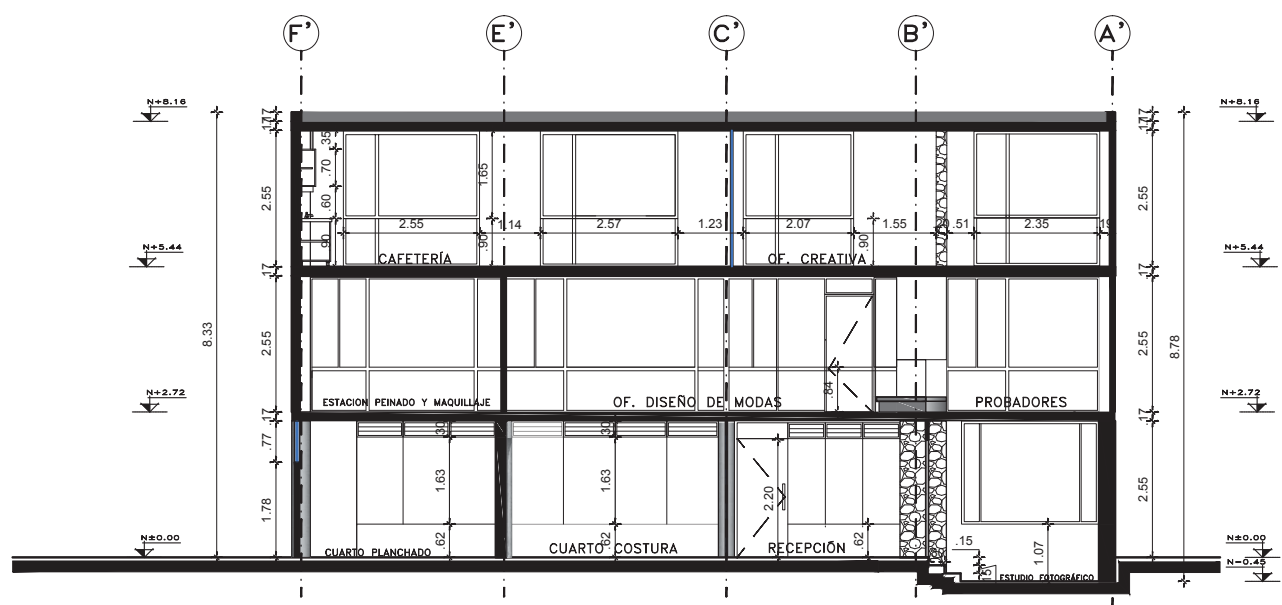 F' E' C' B' A'
N+8.16 N+8.16
.17 .17
.17 .17
.35
2.55 .70 1.65 2.55
.60
2.55 1.14 2.57 1.23 2.07 1.55 .51 2.35
.90 .90 .90
N+5.44 CAFETERÍA OF. CREATIVA N+5.44
.17 .17
8.33 2.55 2.55 8.78
N+2.72 .84 N+2.72
ESTACION PEINADO Y MAQUILLAJE OF. DISEÑO DE MODAS PROBADORES
.17 .17
.77 .30 .30
1.63 1.63 2.20 2.55
1.78
N±0.00 .62 .62 .62 .15 1.07 N±0.00
CUARTO PLANCHADO CUARTO COSTURA RECEPCIÓN
N-0.45
.15 ESTUDIO FOTOGRÁFICO